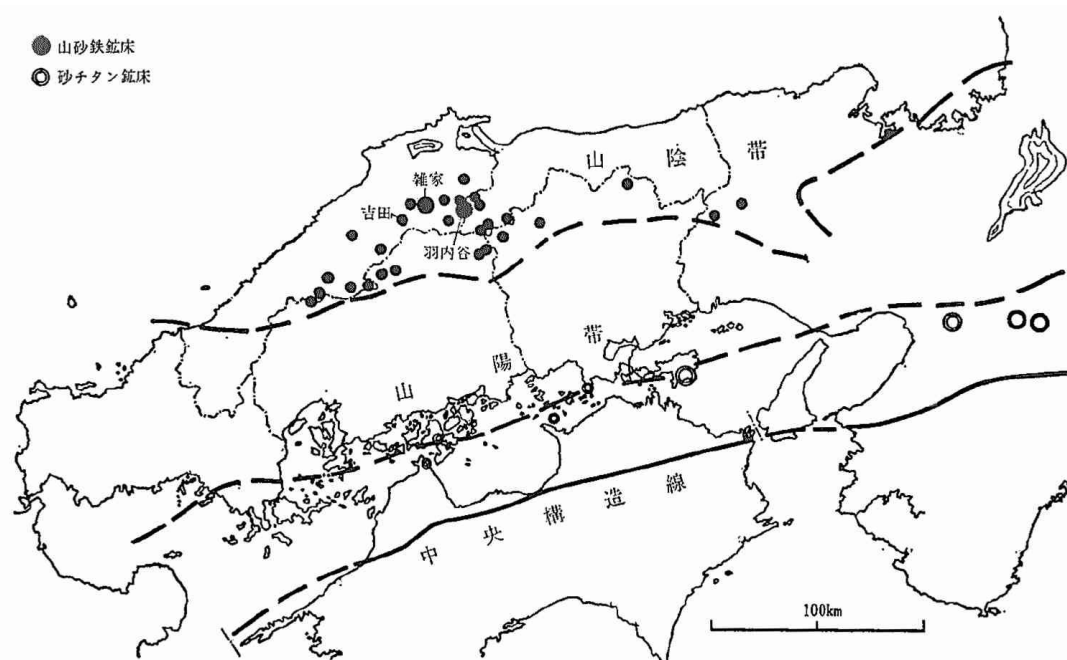 山砂鉄鉱床
砂チタン鉱床
山陰帯
雑家
吉田
羽内谷
山陽帯
中央構造線
100km